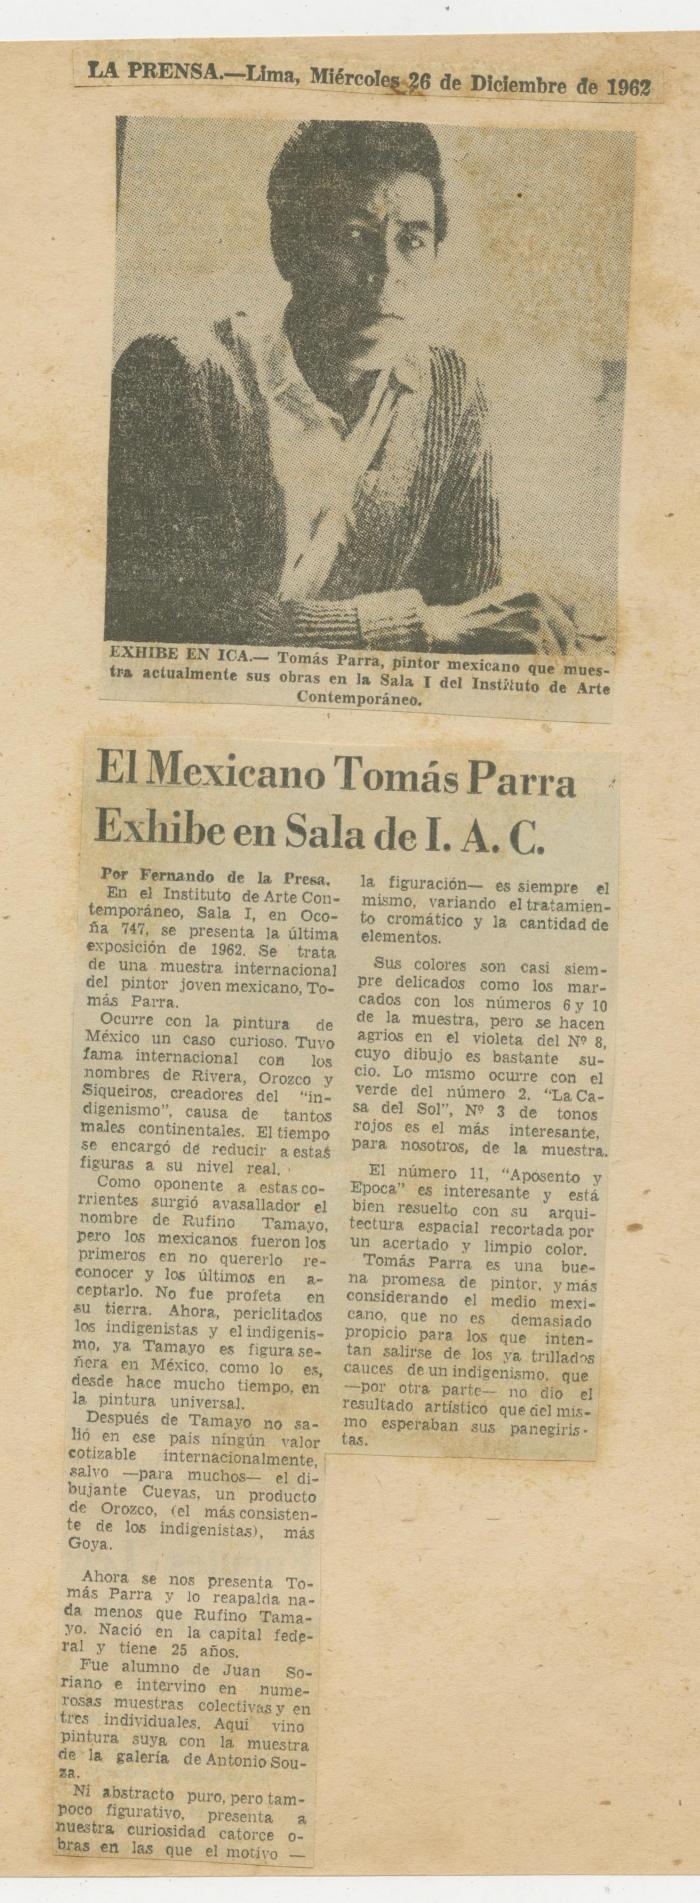 LA PRENSA.—Lima, Miércoles 26 de Diciembre de 1962
EXHIBE EN ICA.— Tomás Parra, pintor mexicano que mues-
tra actualmente sus obras en la Sala I del Instituto de Arte
Contemporáneo.
El Mexicano Tomás Parra
Exhibe en Sala de I. A. C.
Por Fernando de la Presa.
En el Instituto de Arte Con-
temporáneo, Sala I, en Oco-
ña 747, se presenta la última
exposición de 1962. Se trata
de una muestra internacional
del pintor joven mexicano, To-
más Parra.
Ocurre con la pintura de
México un caso curioso. Tuvo
fama internacional con los
nombres de Rivera, Orozco y
Siqueiros, creadores del "in-
digenismo", causa de tantos
males continentales. El tiempo
se encargó de reducir a estas
figuras a su nivel real.
Como oponente a estas co-
rrientes surgió avasallador el
nombre de Rufino Tamayo,
pero los mexicanos fueron los
primeros en no quererlo re-
conocer y los últimos en a-
ceptarlo. No fue profeta en
su tierra. Ahora, periclitados
los indigenistas y el indigenis-
mo, ya Tamayo es figura se-
ñera en México, como lo es,
desde hace mucho tiempo, en
la pintura universal.
Después de Tamayo no sa-
lió en ese pais ningún valor
cotizable internacionalmente,
salvo —para muchos— el di-
bujante Cuevas, un producto
de Orozco, (el más consisten-
te de los indigenistas), más
Goya.
Ahora se nos presenta To-
más Parra y lo reapalda na-
da menos que Rufino Tama-
yo. Nació en la capital fede-
ral y tiene 25 años.
Fue alumno de Juan So-
riano e intervino en nume-
rosas muestras colectivas y en
tres individuales. Aqui vino
pintura suya con la muestra
de la galería de Antonio Sou-
za.
Ni abstracto puro, pero tam-
poco figurativo, presenta a
nuestra curiosidad catorce o-
bras en las que el motivo —
la figuración— es siempre el
mismo, variando el tratamien-
to cromático y la cantidad de
elementos.
Sus colores son casi siem-
pre delicados como los mar-
cados con los números 6 y 10
de la muestra, pero se hacen
agrios en el violeta del Nº 8,
cuyo dibujo es bastante su-
cio. Lo mismo ocurre con el
verde del número 2. "La Ca-
sa del Sol", Nº 3 de tonos
rojos es el más interesante,
para nosotros, de la muestra.
El número 11, "Aposento y
Epoca" es interesante y está
bien resuelto con su arqui-
tectura espacial recortada por
un acertado y limpio color.
Tomás Parra es una bue-
na promesa de pintor, y más
considerando el medio mexi-
cano, que no es demasiado
propicio para los que inten-
tan salirse de los ya trillados
cauces de un indigenismo, que
—por otra parte— no dio el
resultado artístico que del mis-
mo esperaban sus panegiris-
tas.